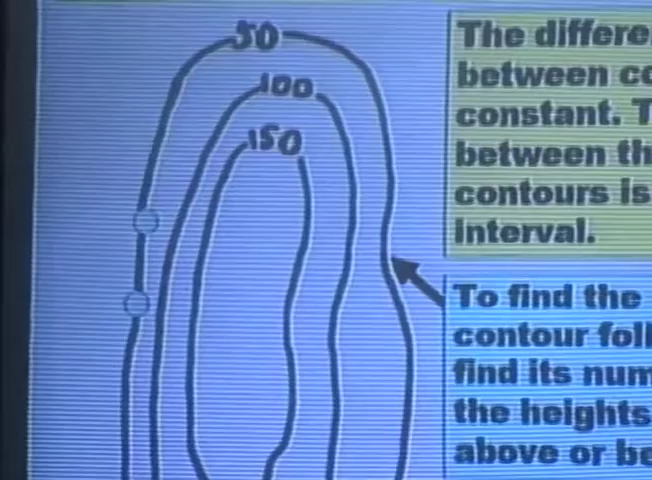 50
100
150
The differe
between co
constant. T
between th
contours is
interval.
To find the
contour foll
find its num
the heights
above or be